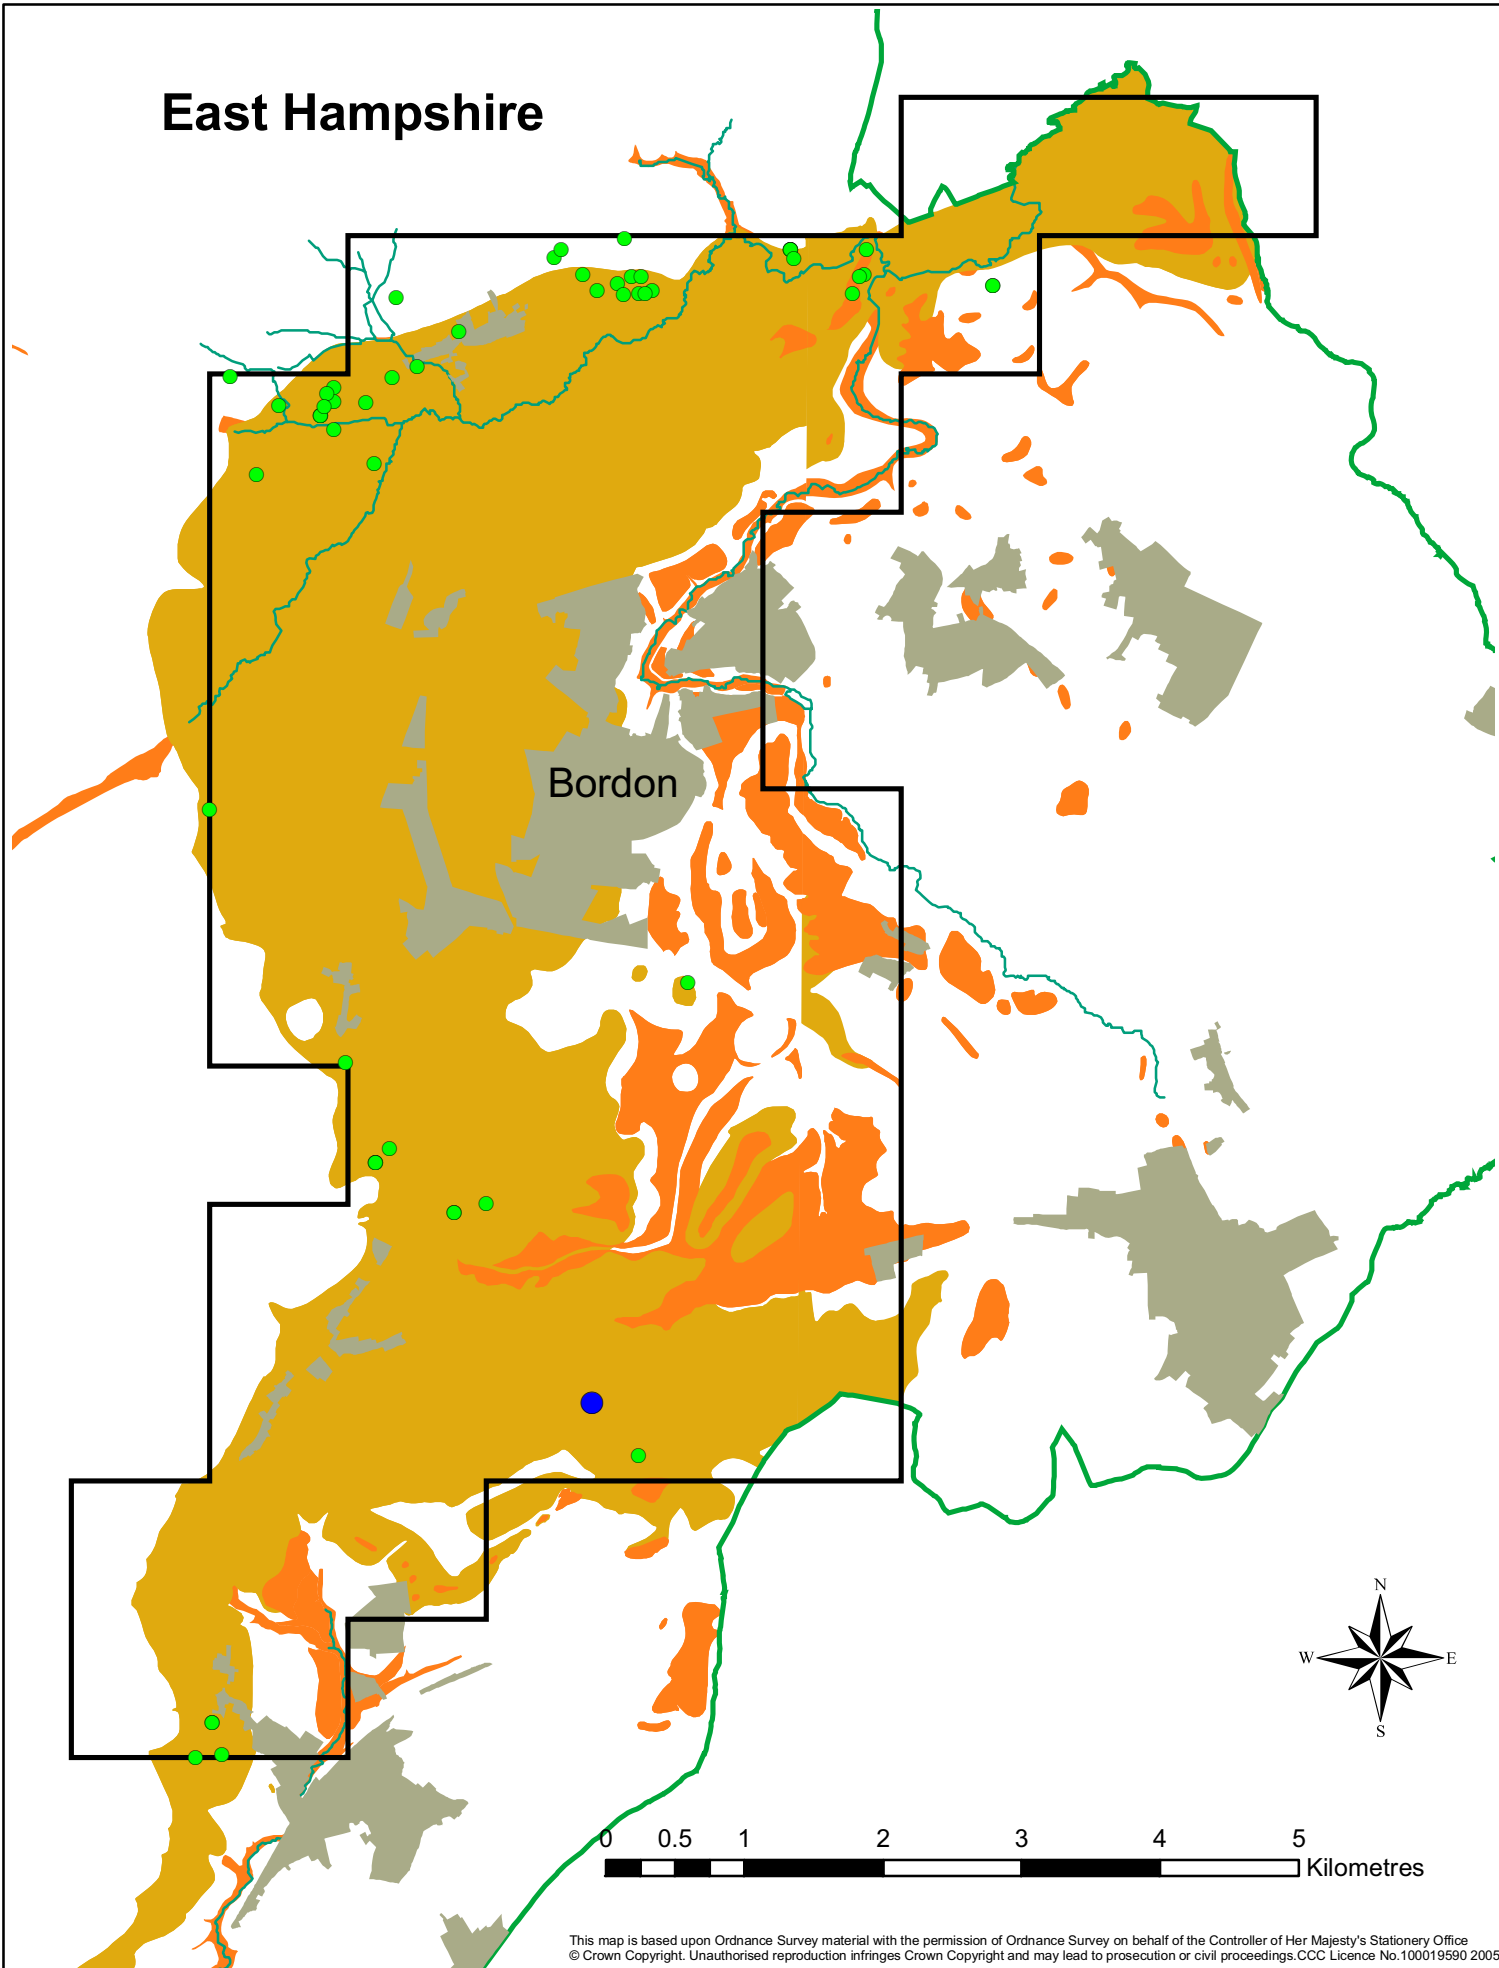 East Hampshire
Bordon
N
W E
S
0 0.5 1 2 3 4 5
Kilometres
This map is based upon Ordnance Survey material with the permission of Ordnance Survey on behalf of the Controller of Her Majesty's Stationery Office
© Crown Copyright. Unauthorised reproduction infringes Crown Copyright and may lead to prosecution or civil proceedings.CCC Licence No.100019590 2005